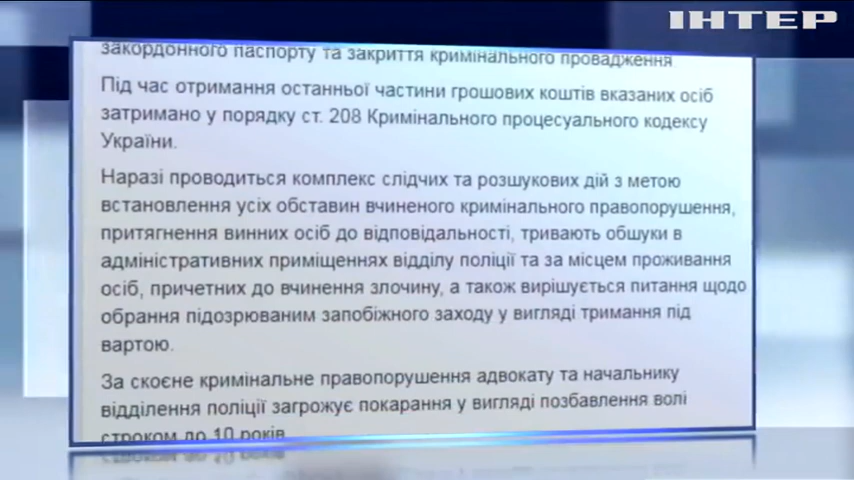 ІНТЕР
закордонного паспорту та закриття кримінального провадження
Під час отримання останньої частини грошових коштів вказаних осіб
затримано у порядку ст. 208 Кримінального процесуального кодексу
України.
Наразі проводиться комплекс слідчих та розшукових дій з метою
встановлення усіх обставин вчиненого кримінального правопорушення,
притягнення винних осіб до відповідальності, тривають обшуки в
адміністративних приміщеннях відділу поліції та за місцем проживання
осіб, причетних до вчинення злочину, а також вирішується питання щодо
обрання підозрюваним запобіжного заходу у вигляді тримання під
вартою.
За скоєне кримінальне правопорушення адвокату та начальнику
відділення поліції загрожує покарання у вигляді позбавлення волі
строком до 10 років